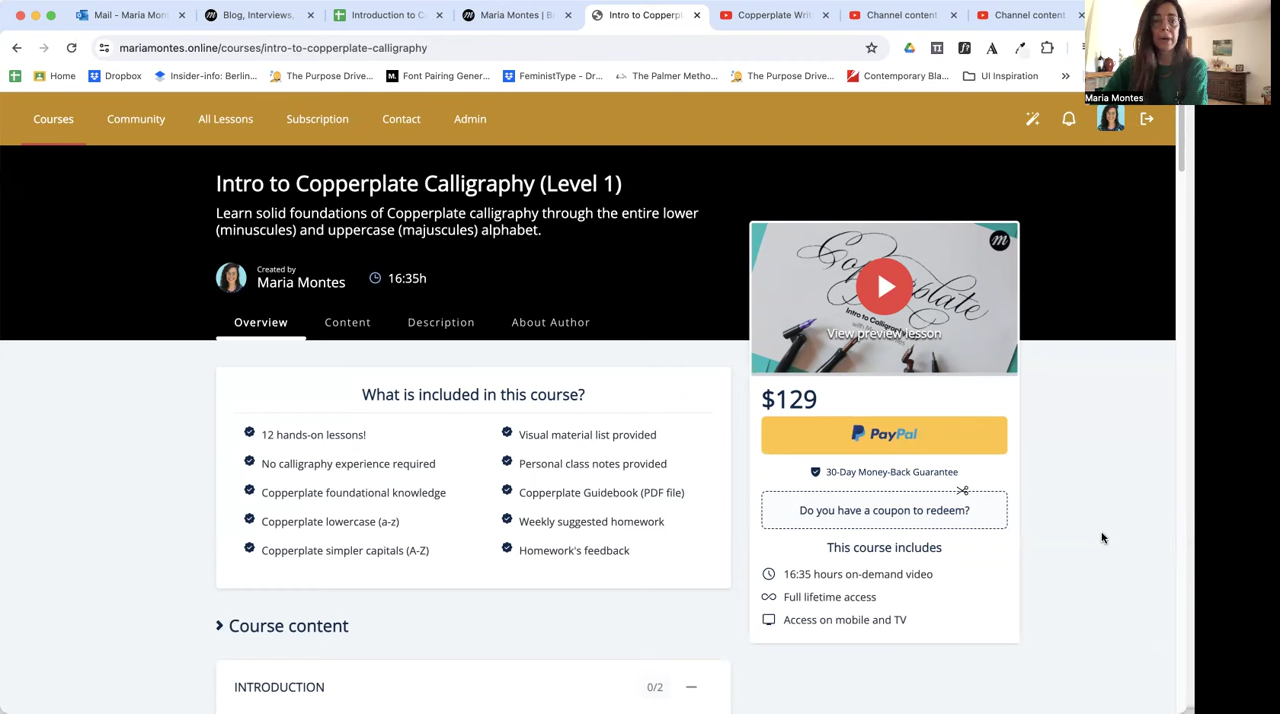 Mail - Maria Mon
Blog, Interviews,
Introduction to C
Maria Montes | B
Intro to Copperpl
Copperplate Writ
Channel content
Channel content
mariamontes.online/courses/intro-to-copperplate-calligraphy
Home
Dropbox
Insider-info: Berlin...
The Purpose Drive...
Font Pairing Gener...
FeministType - Dr...
The Palmer Metho...
The Purpose Drive...
Contemporary Bla...
UI Inspiration
Maria Montes
Courses
Community
All Lessons
Subscription
Contact
Admin
Intro to Copperplate Calligraphy (Level 1)
Learn solid foundations of Copperplate calligraphy through the entire lower
(minuscules) and uppercase (majuscules) alphabet.
Created by
Maria Montes
16:35h
Overview
Content
Description
About Author
Copperplate
Intro to Calligraphy
View preview lesson
What is included in this course?
12 hands-on lessons!
No calligraphy experience required
Copperplate foundational knowledge
Copperplate lowercase (a-z)
Copperplate simpler capitals (A-Z)
Visual material list provided
Personal class notes provided
Copperplate Guidebook (PDF file)
Weekly suggested homework
Homework's feedback
$129
PayPal
30-Day Money-Back Guarantee
Do you have a coupon to redeem?
This course includes
16:35 hours on-demand video
Full lifetime access
Access on mobile and TV
Course content
INTRODUCTION
0/2